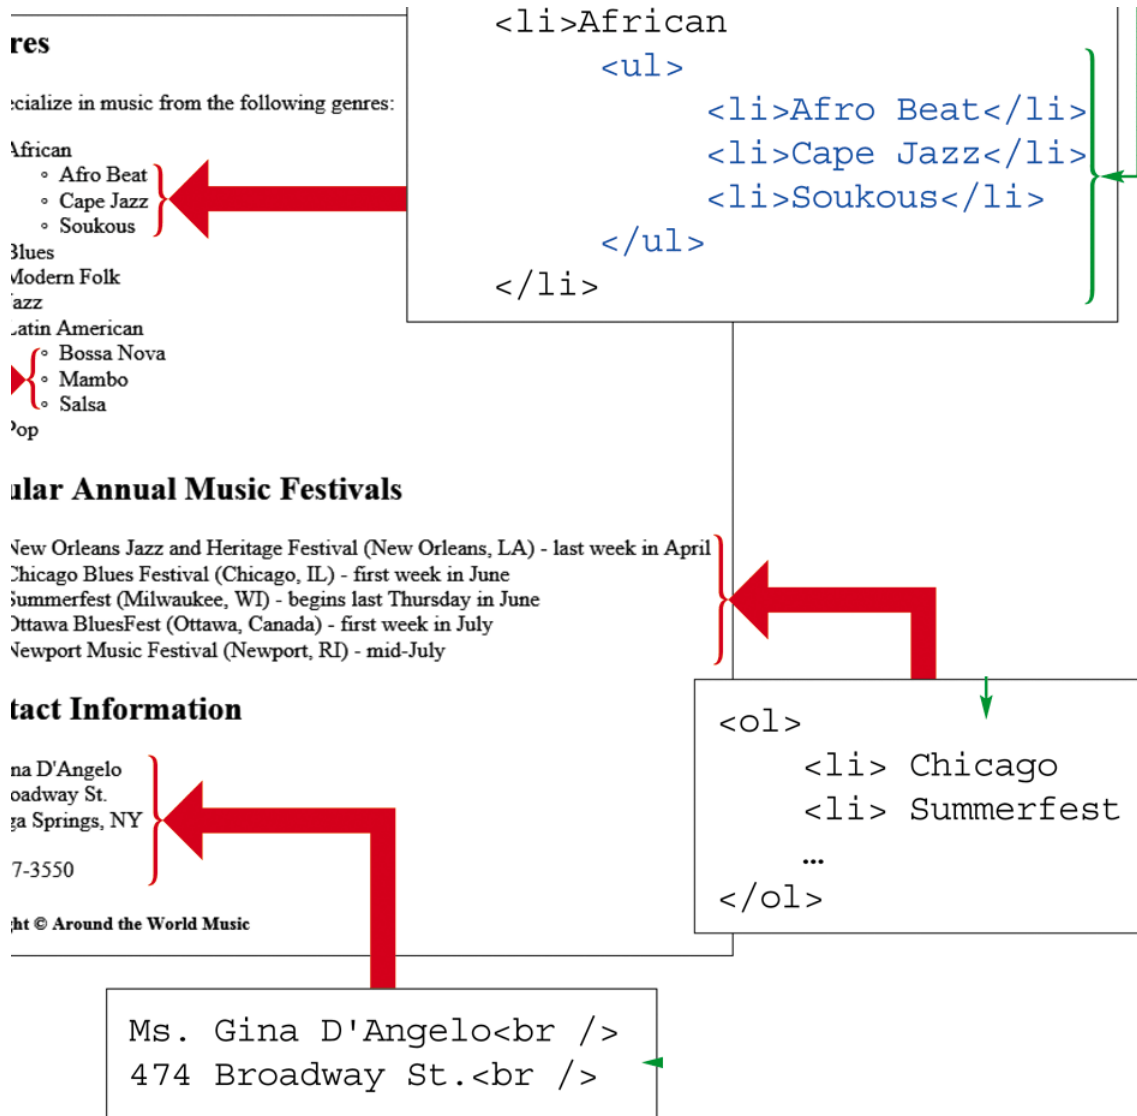 <li>African
<ul>
<li>Afro Beat</li>
<li>Cape Jazz</li>
<li>Soukous</li>
</ul>
</li>
res
ecialize in music from the following genres:
African
Afro Beat
Cape Jazz
Soukous
Blues
Modern Folk
Jazz
Latin American
Bossa Nova
Mambo
Salsa
Pop
ular Annual Music Festivals
New Orleans Jazz and Heritage Festival (New Orleans, LA) - last week in April
Chicago Blues Festival (Chicago, IL) - first week in June
Summerfest (Milwaukee, WI) - begins last Thursday in June
Ottawa BluesFest (Ottawa, Canada) - first week in July
Newport Music Festival (Newport, RI) - mid-July
<ol>
<li> Chicago
<li> Summerfest
…
</ol>
tact Information
na D'Angelo
oadway St.
ga Springs, NY
7-3550
ht © Around the World Music
Ms. Gina D'Angelo<br />
474 Broadway St.<br />